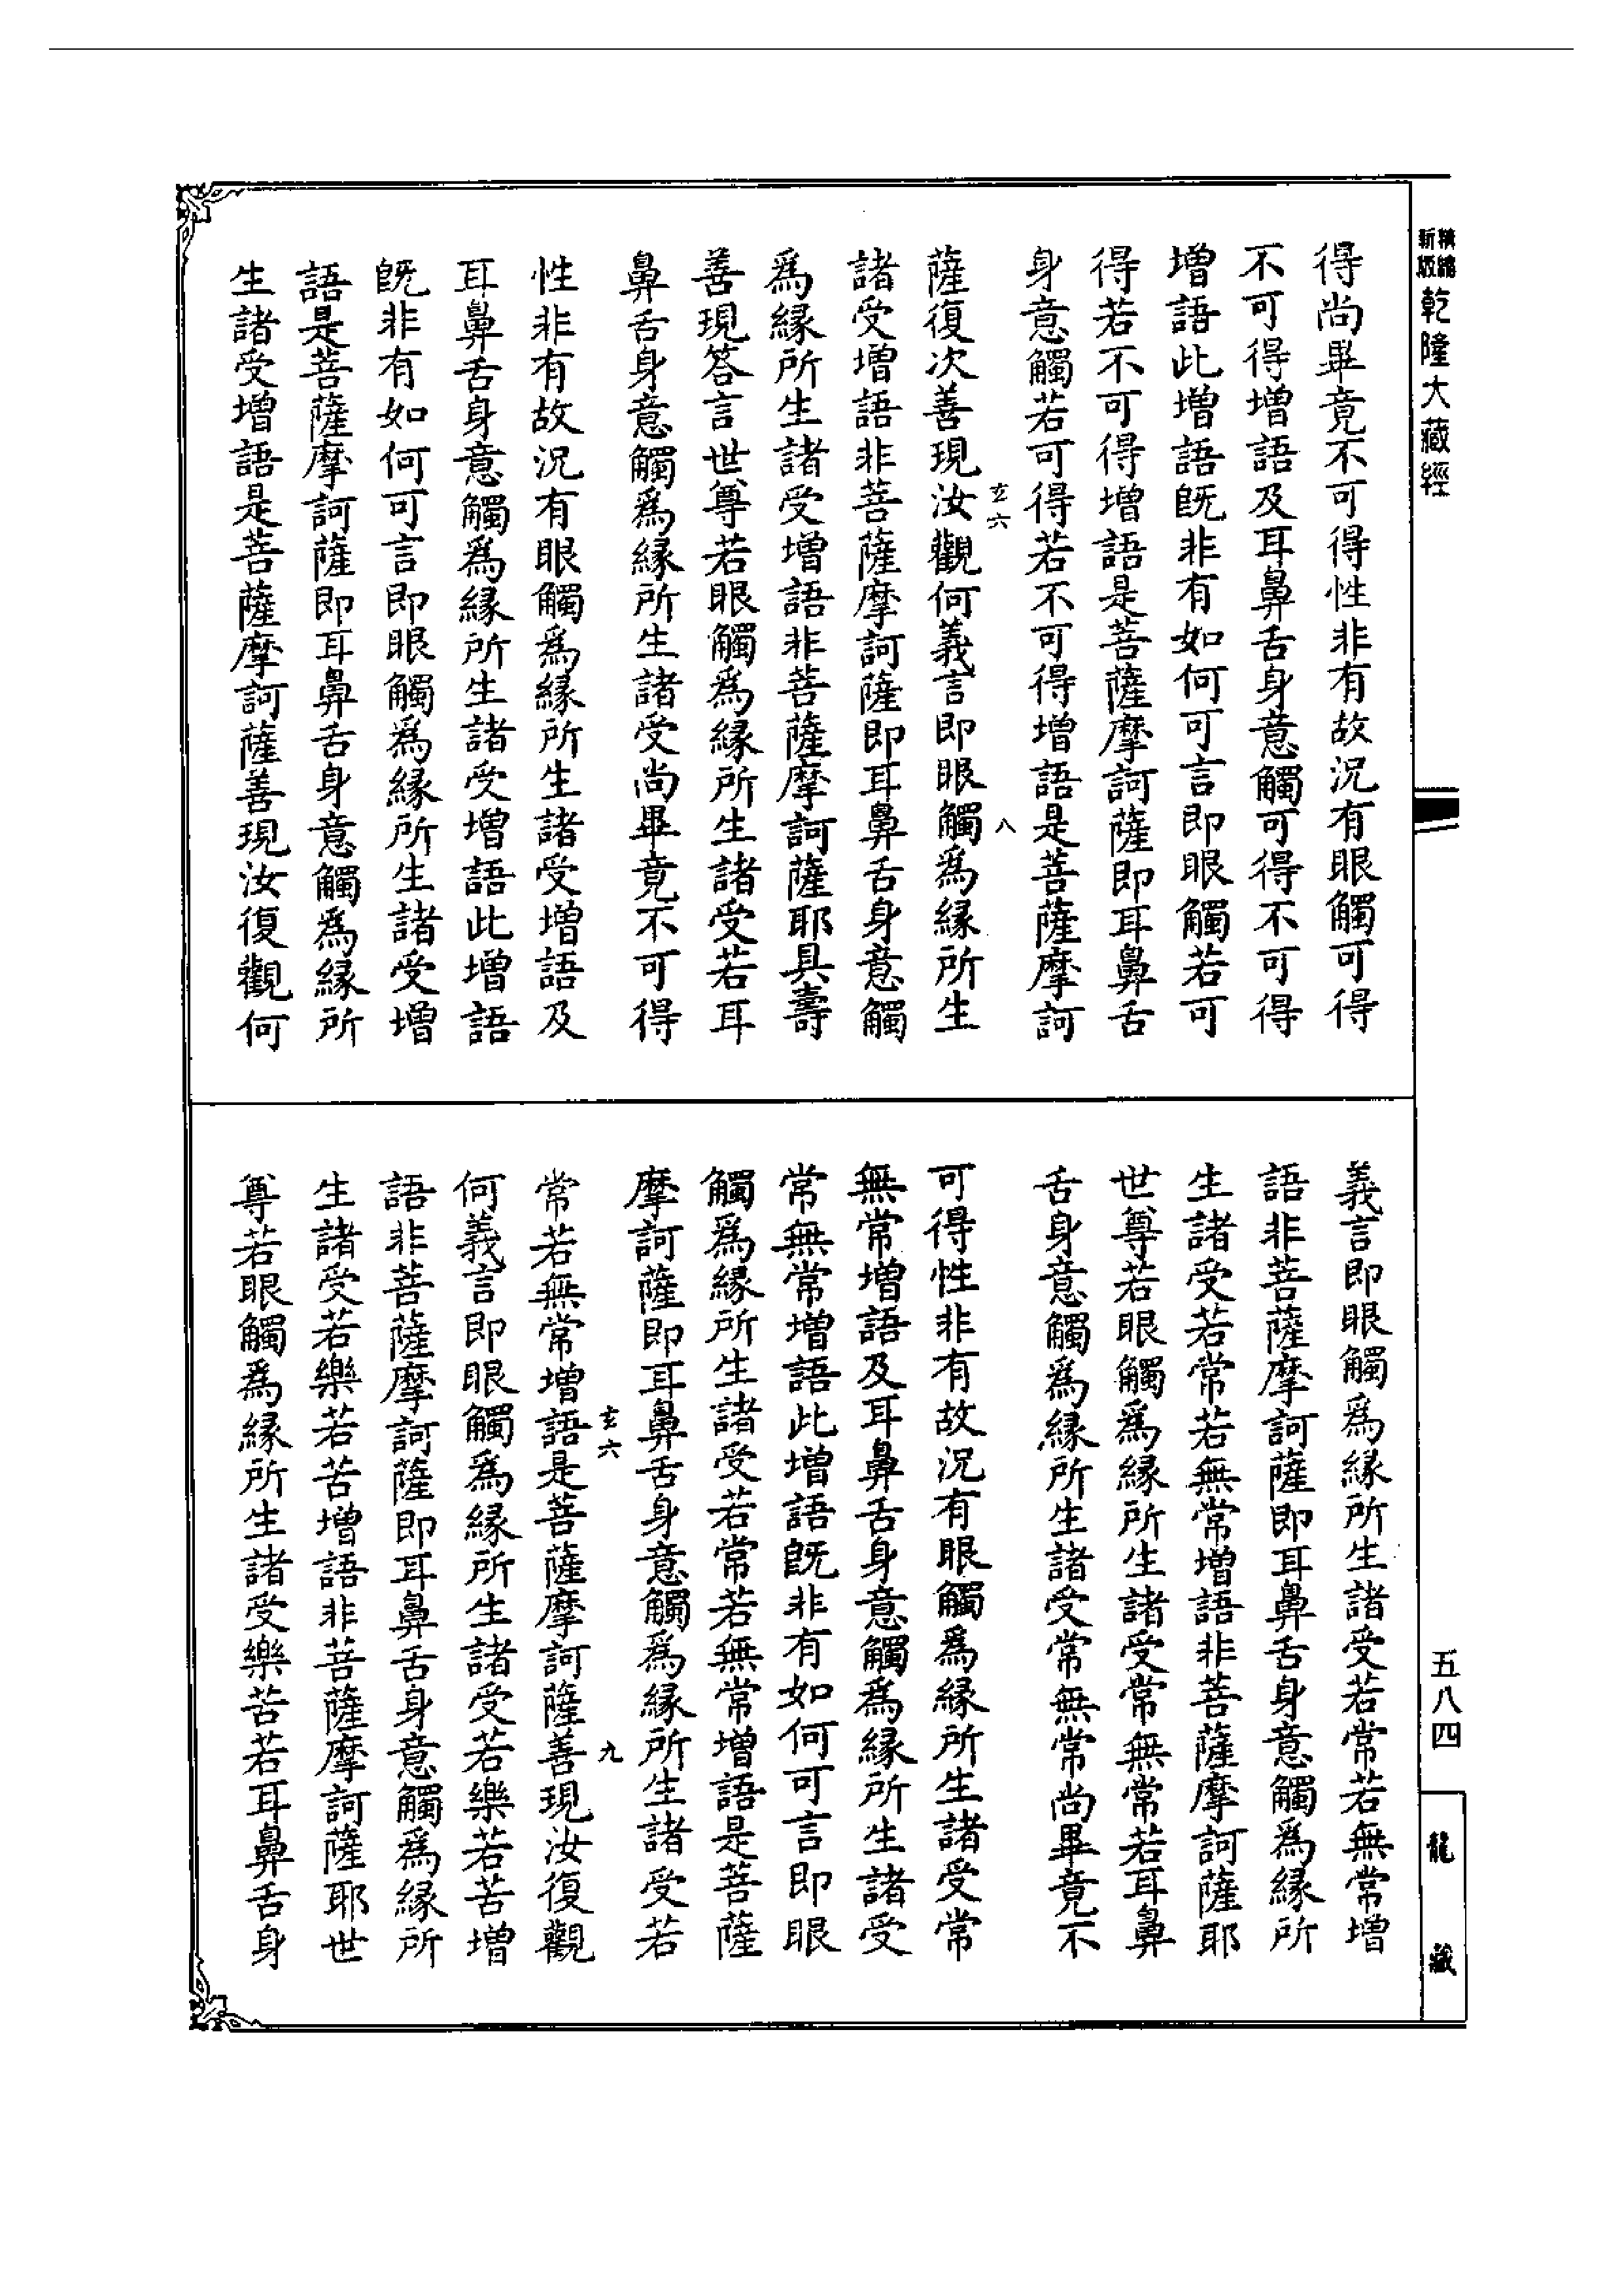 新版
精縮
乾隆大藏經
得尚畢竟不可得性非有故況有眼觸可得
不可得增語及耳鼻舌身意觸可得不可得
增語此增語旣非有如何可言即眼觸若可
得若不可得增語是菩薩摩訶薩即耳鼻舌
身意觸若可得若不可得增語是菩薩摩訶
玄六 八
薩復次善現汝觀何義言即眼觸爲緣所生
諸受增語非菩薩摩訶薩即耳鼻舌身意觸
爲緣所生諸受增語非菩薩摩訶薩耶具壽
善現答言世尊若眼觸爲緣所生諸受若耳
鼻舌身意觸爲緣所生諸受尚畢竟不可得
性非有故況有眼觸爲緣所生諸受增語及
耳鼻舌身意觸爲緣所生諸受增語此增語
旣非有如何可言即眼觸爲緣所生諸受增
語是菩薩摩訶薩即耳鼻舌身意觸爲緣所
生諸受增語是菩薩摩訶薩善現汝復觀何
義言即眼觸爲緣所生諸受若常若無常增
語非菩薩摩訶薩即耳鼻舌身意觸爲緣所
生諸受若常若無常增語非菩薩摩訶薩耶
世尊若眼觸爲緣所生諸受常無常若耳鼻
舌身意觸爲緣所生諸受常無常尚畢竟不
可得性非有故況有眼觸爲緣所生諸受常
無常增語及耳鼻舌身意觸爲緣所生諸受
常無常增語此增語旣非有如何可言即眼
觸爲緣所生諸受若常若無常增語是菩薩
摩訶薩即耳鼻舌身意觸爲緣所生諸受若
玄六 九
常若無常增語是菩薩摩訶薩善現汝復觀
何義言即眼觸爲緣所生諸受若樂若苦增
語非菩薩摩訶薩即耳鼻舌身意觸爲緣所
生諸受若樂若苦增語非菩薩摩訶薩耶世
尊若眼觸爲緣所生諸受樂苦若耳鼻舌身
五八四
龍藏